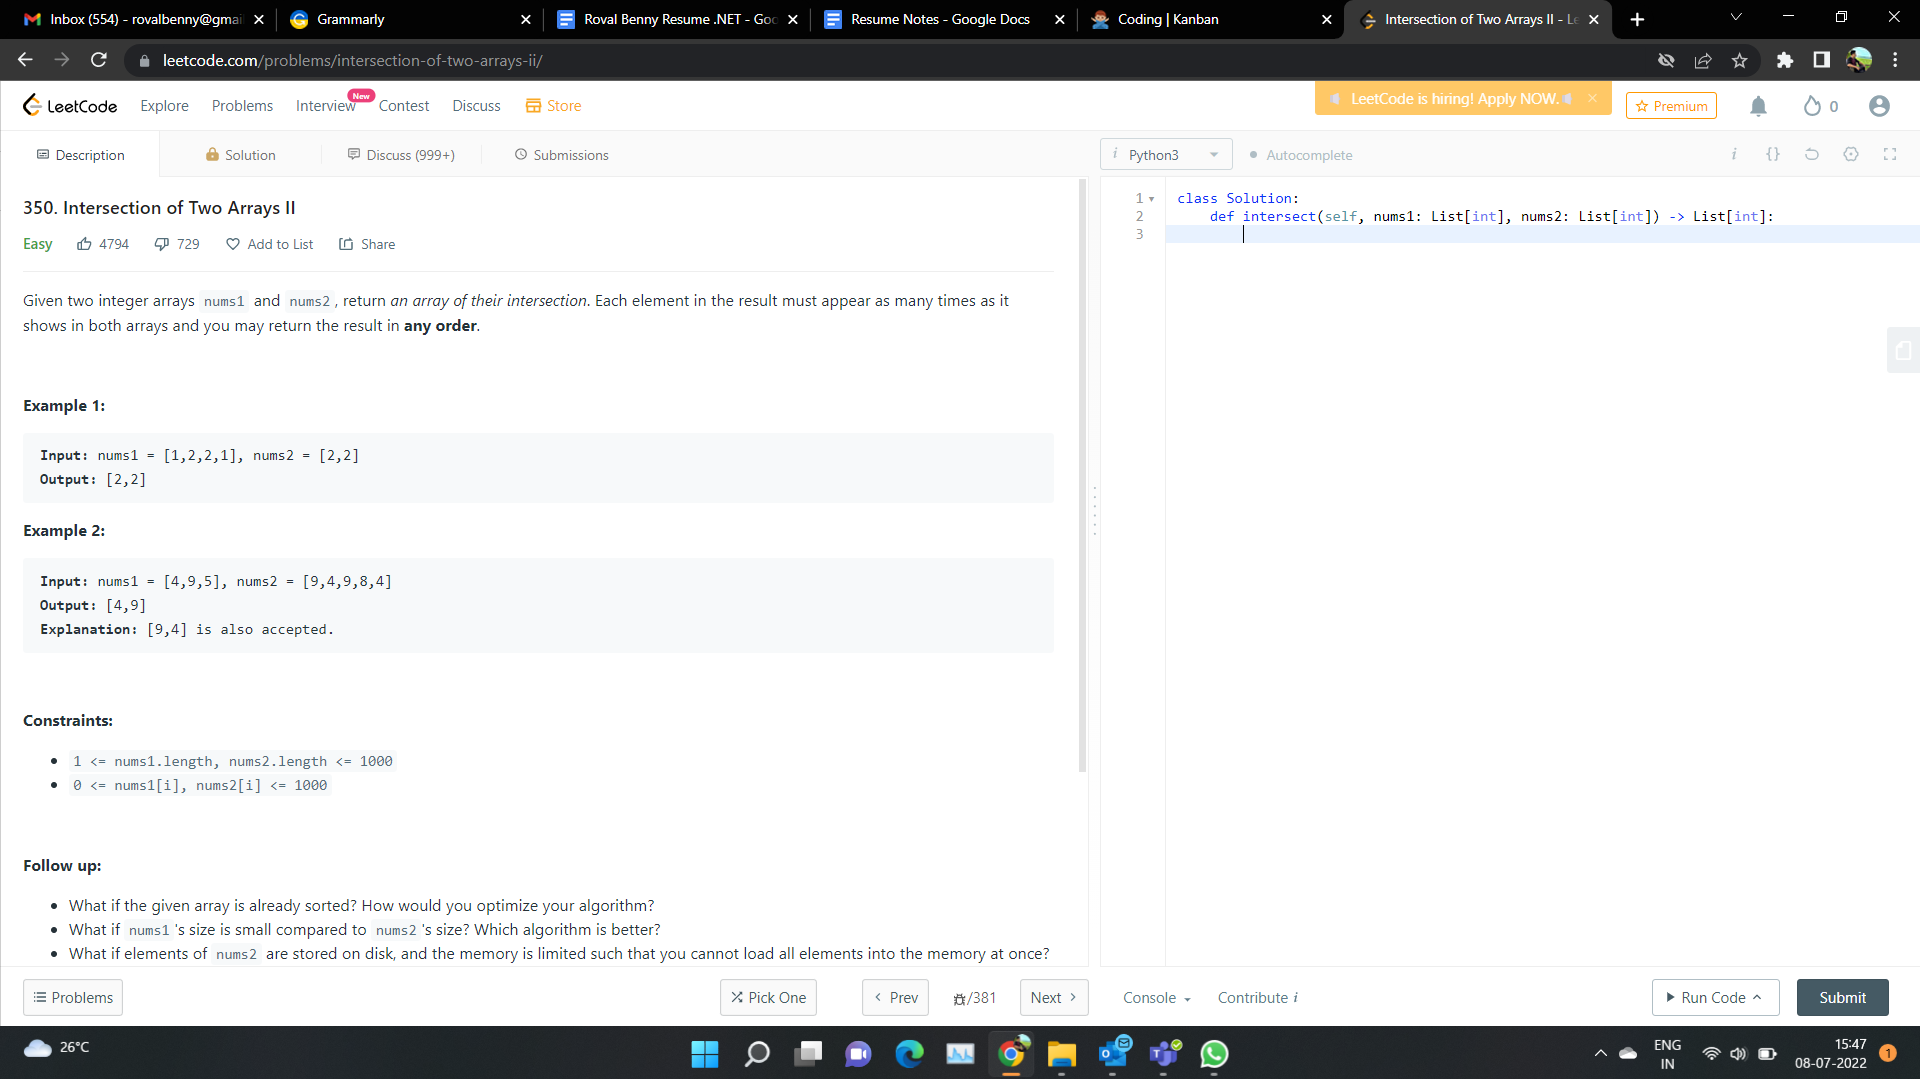 Inbox (554) - rovalbenny@gmai
Grammarly
Roval Benny Resume .NET - Goo
Resume Notes - Google Docs
Coding | Kanban
Intersection of Two Arrays II - Le
leetcode.com/problems/intersection-of-two-arrays-ii/
LeetCode
Explore
Problems
Interview
New
Contest
Discuss
Store
LeetCode is hiring! Apply NOW.
Premium
0
Description
Solution
Discuss (999+)
Submissions
i Python3
Autocomplete
i {}
350. Intersection of Two Arrays II
Easy 4794 729 Add to List Share
Given two integer arrays nums1 and nums2, return an array of their intersection. Each element in the result must appear as many times as it
shows in both arrays and you may return the result in any order.
Example 1:
Input: nums1 = [1,2,2,1], nums2 = [2,2]
Output: [2,2]
Example 2:
Input: nums1 = [4,9,5], nums2 = [9,4,9,8,4]
Output: [4,9]
Explanation: [9,4] is also accepted.
Constraints:
1 <= nums1.length, nums2.length <= 1000
0 <= nums1[i], nums2[i] <= 1000
Follow up:
What if the given array is already sorted? How would you optimize your algorithm?
What if nums1's size is small compared to nums2's size? Which algorithm is better?
What if elements of nums2 are stored on disk, and the memory is limited such that you cannot load all elements into the memory at once?
1 class Solution:
2 def intersect(self, nums1: List[int], nums2: List[int]) -> List[int]:
3
Problems
Pick One
Prev
/381
Next
Console
Contribute i
Run Code
Submit
26°C
ENG
IN
15:47
08-07-2022
1